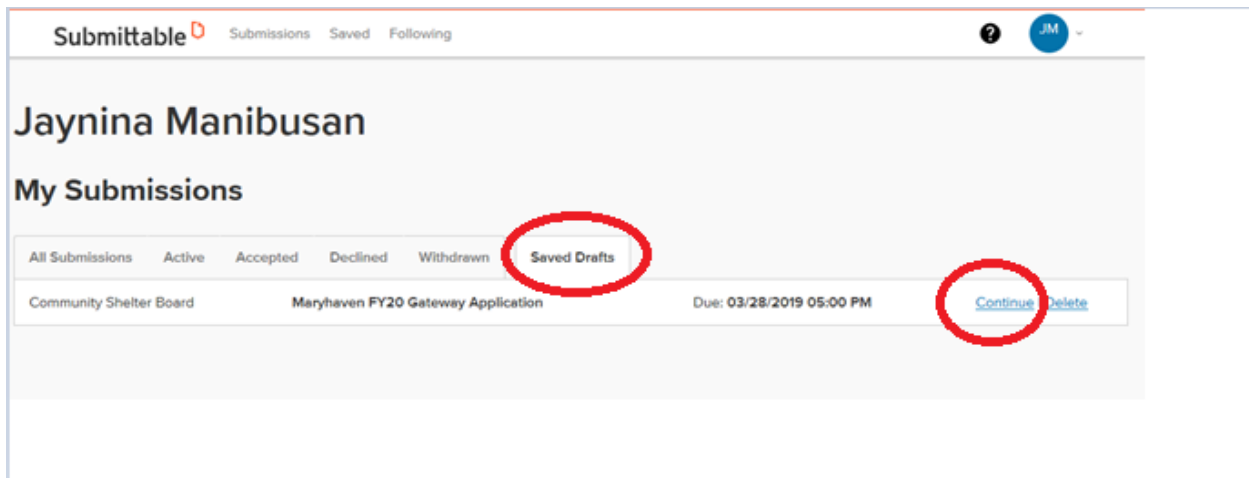 Submittable Submissions Saved Following ? JM
Jaynina Manibusan
My Submissions
All Submissions Active Accepted Declined Withdrawn Saved Drafts
Community Shelter Board Maryhaven FY20 Gateway Application Due: 03/28/2019 05:00 PM Continue Delete